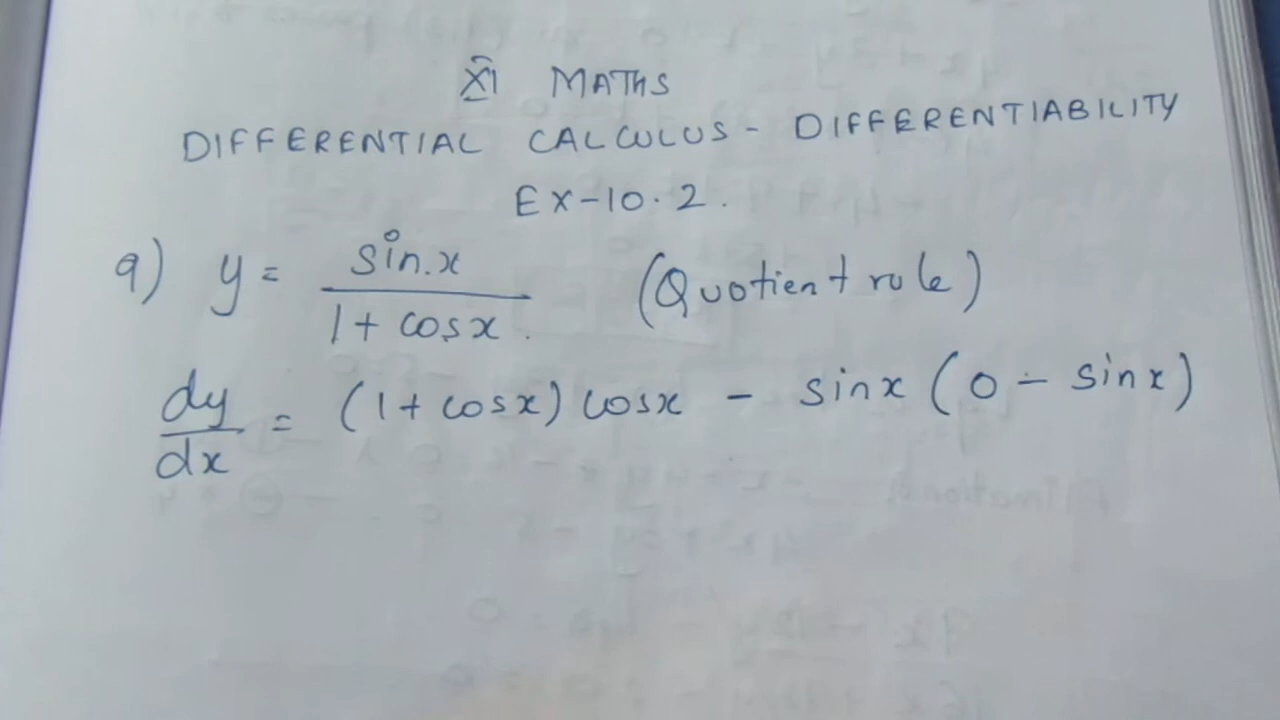 XI MATHS
DIFFERENTIAL CALCULUS - DIFFERENTIABILITY
EX-10.2.
9) y = sin.x / 1 + cosx. (Quotient rule)
dy/dx = (1 + cosx) cosx - sinx (0 - sinx)